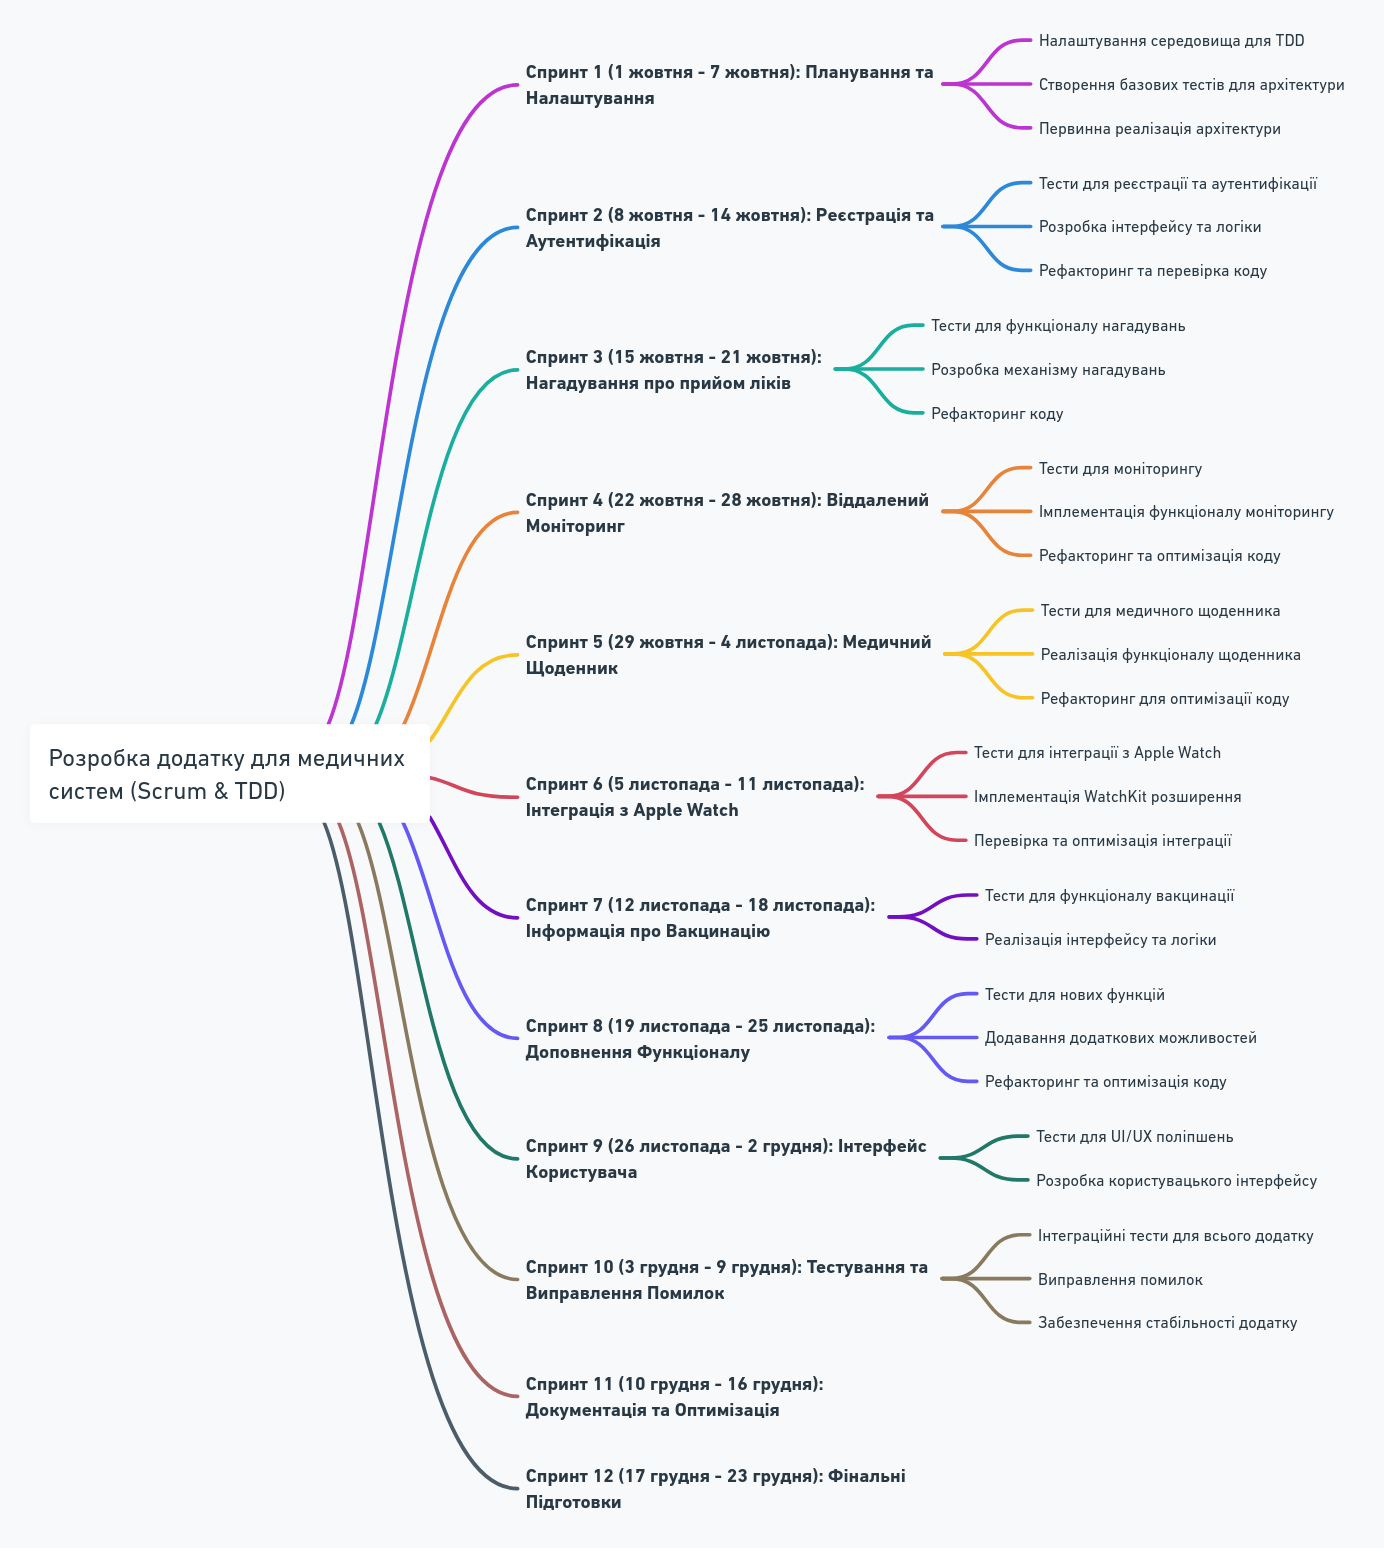 Розробка додатку для медичних
систем (Scrum & TDD)
Спринт 1 (1 жовтня - 7 жовтня): Планування та
Налаштування
Налаштування середовища для TDD
Створення базових тестів для архітектури
Первинна реалізація архітектури
Спринт 2 (8 жовтня - 14 жовтня): Реєстрація та
Аутентифікація
Тести для реєстрації та аутентифікації
Розробка інтерфейсу та логіки
Рефакторинг та перевірка коду
Спринт 3 (15 жовтня - 21 жовтня):
Нагадування про прийом ліків
Тести для функціоналу нагадувань
Розробка механізму нагадувань
Рефакторинг коду
Спринт 4 (22 жовтня - 28 жовтня): Віддалений
Моніторинг
Тести для моніторингу
Імплементація функціоналу моніторингу
Рефакторинг та оптимізація коду
Спринт 5 (29 жовтня - 4 листопада): Медичний
Щоденник
Тести для медичного щоденника
Реалізація функціоналу щоденника
Рефакторинг для оптимізації коду
Спринт 6 (5 листопада - 11 листопада):
Інтеграція з Apple Watch
Тести для інтеграції з Apple Watch
Імплементація WatchKit розширення
Перевірка та оптимізація інтеграції
Спринт 7 (12 листопада - 18 листопада):
Інформація про Вакцинацію
Тести для функціоналу вакцинації
Реалізація інтерфейсу та логіки
Спринт 8 (19 листопада - 25 листопада):
Доповнення Функціоналу
Тести для нових функцій
Додавання додаткових можливостей
Рефакторинг та оптимізація коду
Спринт 9 (26 листопада - 2 грудня): Інтерфейс
Користувача
Тести для UI/UX поліпшень
Розробка користувацького інтерфейсу
Спринт 10 (3 грудня - 9 грудня): Тестування та
Виправлення Помилок
Інтеграційні тести для всього додатку
Виправлення помилок
Забезпечення стабільності додатку
Спринт 11 (10 грудня - 16 грудня):
Документація та Оптимізація
Спринт 12 (17 грудня - 23 грудня): Фінальні
Підготовки